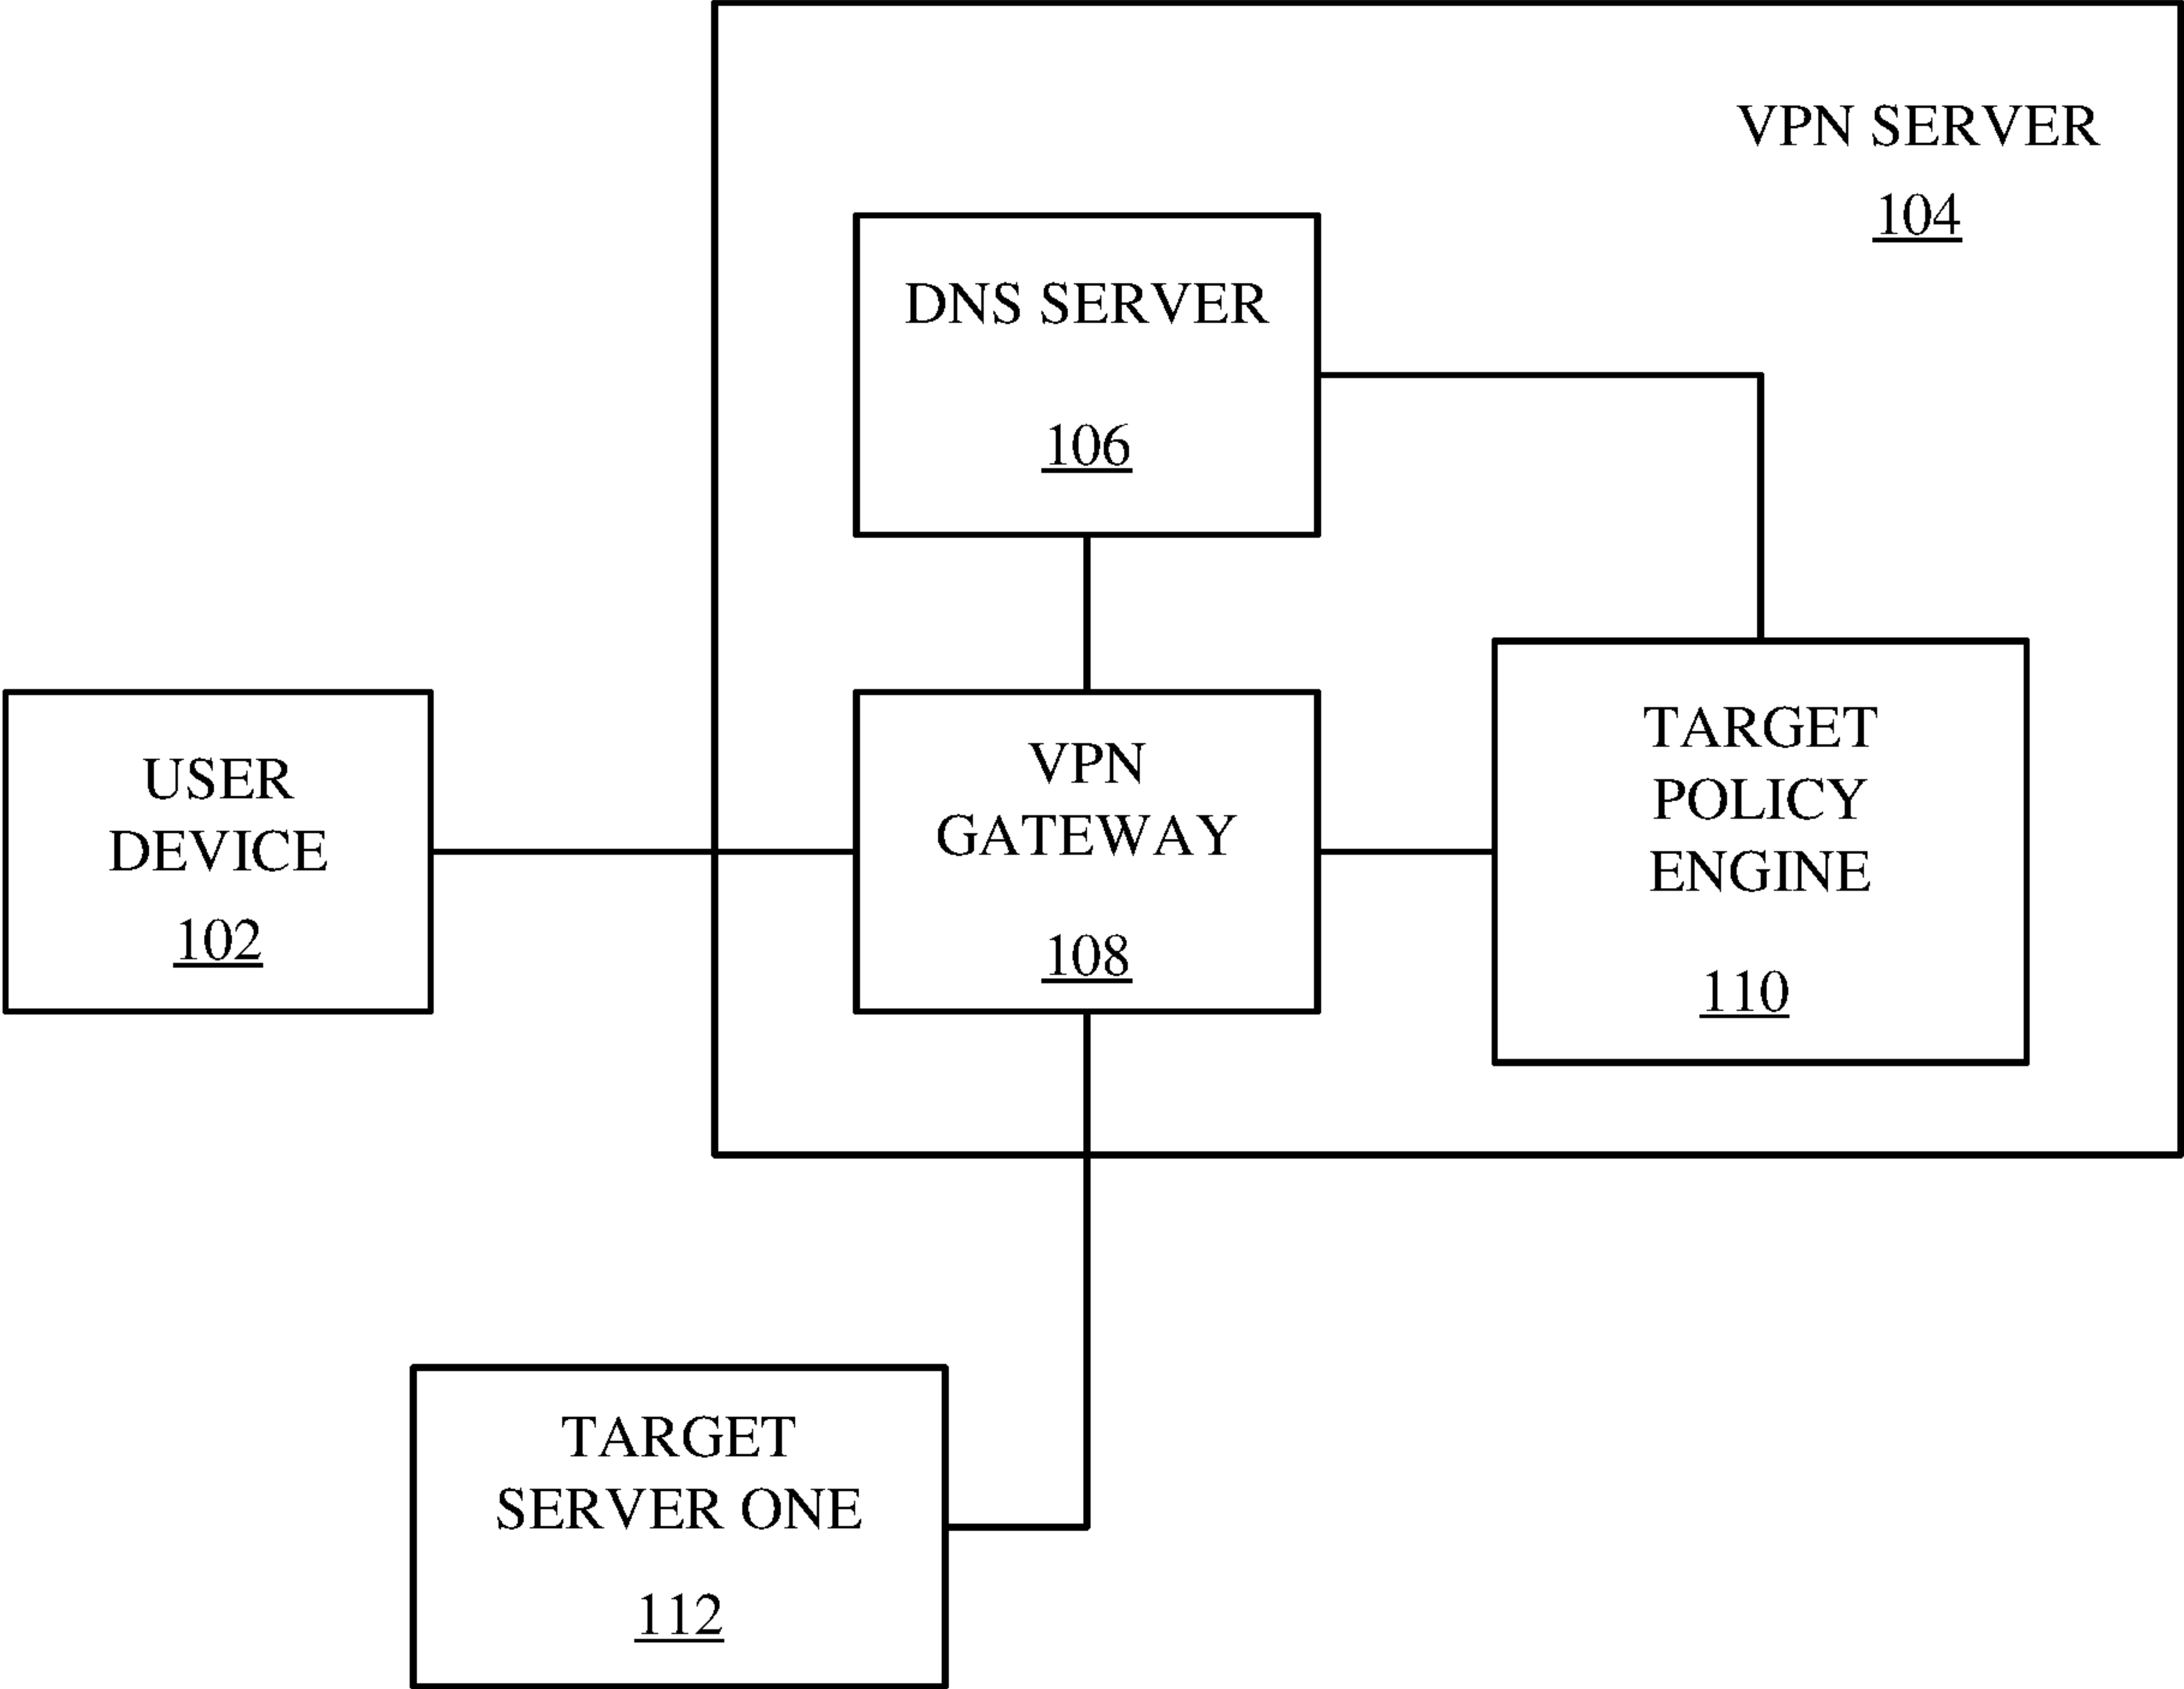 VPN SERVER
104
DNS SERVER
106
USER
DEVICE
102
VPN
GATEWAY
108
TARGET
POLICY
ENGINE
110
TARGET
SERVER ONE
112